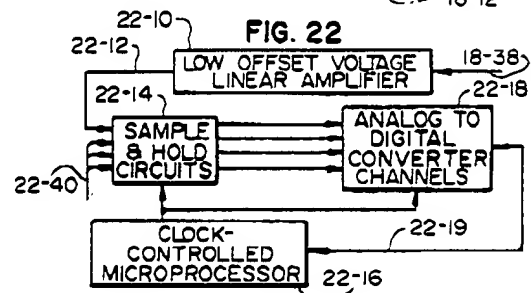 22-10
FIG. 22
22-12
LOW OFFSET VOLTAGE
LINEAR AMPLIFIER
18-38
22-14
22-18
SAMPLE
& HOLD
CIRCUITS
ANALOG TO
DIGITAL
CONVERTER
CHANNELS
22-40
CLOCK-
CONTROLLED
MICROPROCESSOR
22-19
22-16